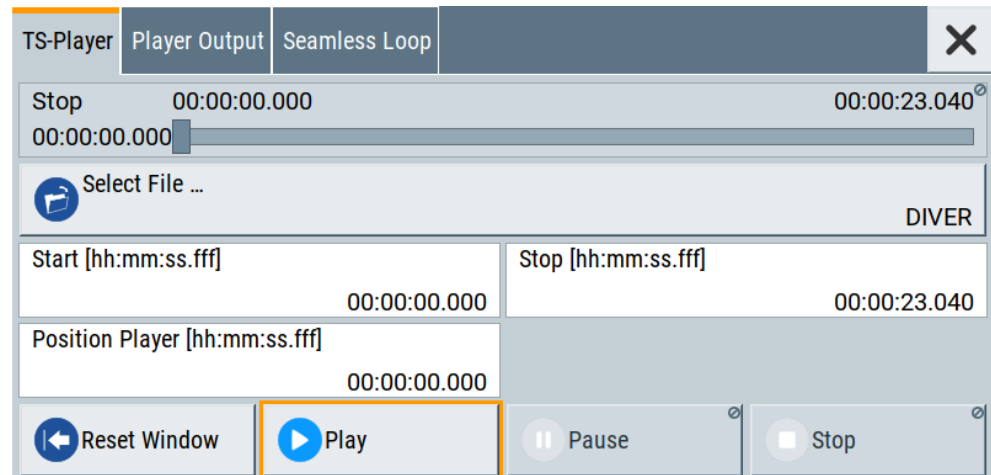 TS-Player Player Output Seamless Loop
Stop 00:00:00.000 00:00:23.040
00:00:00.000
Select File ...
DIVER
Start [hh:mm:ss.fff] Stop [hh:mm:ss.fff]
00:00:00.000 00:00:23.040
Position Player [hh:mm:ss.fff]
00:00:00.000
Reset Window Play Pause Stop